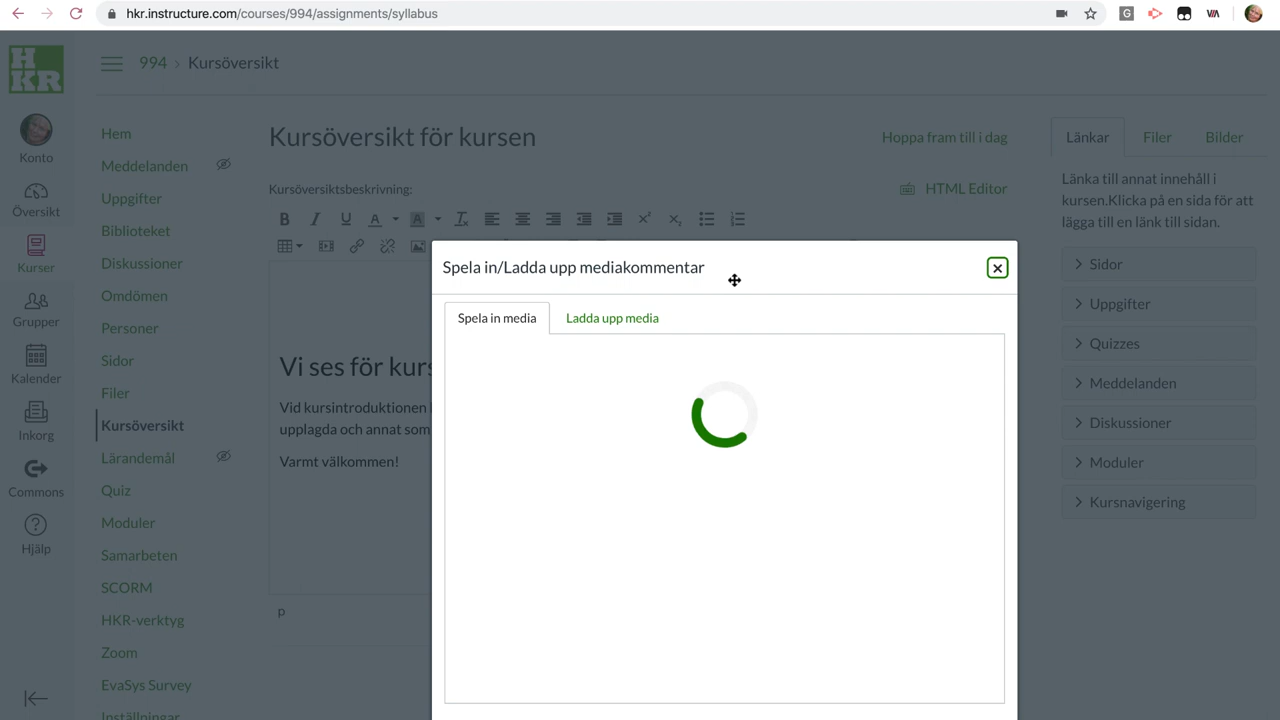 hkr.instructure.com/courses/994/assignments/syllabus
G
VIA
H
KR
994 > Kursöversikt
Konto
Översikt
Kurser
Grupper
Kalender
Inkorg
Commons
Hjälp
Hem
Meddelanden
Uppgifter
Biblioteket
Diskussioner
Omdömen
Personer
Sidor
Filer
Kursöversikt
Lärandemål
Quiz
Moduler
Samarbeten
SCORM
HKR-verktyg
Zoom
EvaSys Survey
Inställningar
Kursöversikt för kursen
Hoppa fram till i dag
Kursöversiktsbeskrivning:
HTML Editor
Vi ses för kurs
Vid kursintroduktionen
upplagda och annat som
Varmt välkommen!
p
Spela in/Ladda upp mediakommentar
Spela in media
Ladda upp media
Länkar
Filer
Bilder
Länka till annat innehåll i
kursen.Klicka på en sida för att
lägga till en länk till sidan.
Sidor
Uppgifter
Quizzes
Meddelanden
Diskussioner
Moduler
Kursnavigering